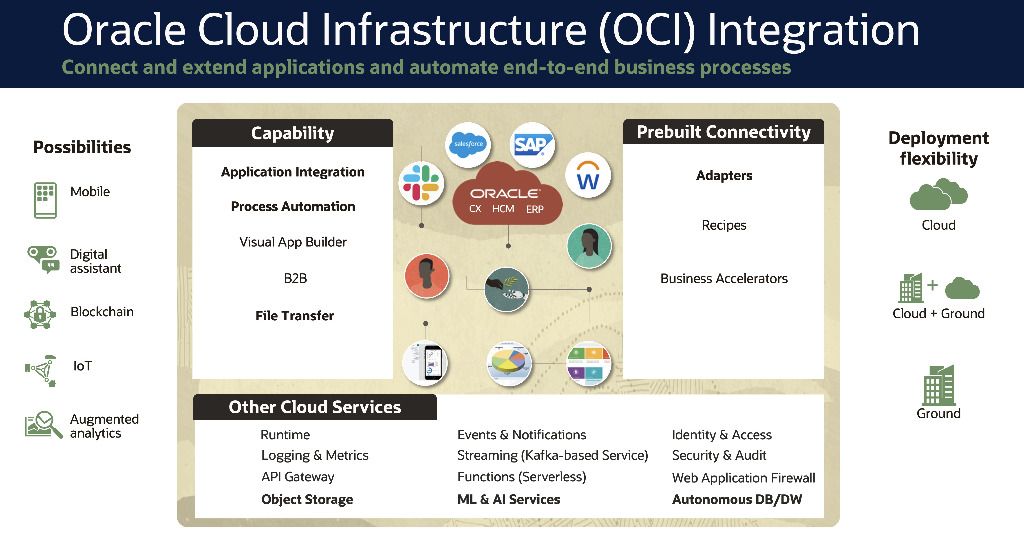 Oracle Cloud Infrastructure (OCI) Integration
Connect and extend applications and automate end-to-end business processes
Possibilities
Mobile
Digital
assistant
Blockchain
IoT
Augmented
analytics
Capability
Application Integration
Process Automation
Visual App Builder
B2B
File Transfer
salesforce
SAP
W
ORACLE
CX HCM ERP
Prebuilt Connectivity
Adapters
Recipes
Business Accelerators
Other Cloud Services
Runtime
Logging & Metrics
API Gateway
Object Storage
Events & Notifications
Streaming (Kafka-based Service)
Functions (Serverless)
ML & AI Services
Identity & Access
Security & Audit
Web Application Firewall
Autonomous DB/DW
Deployment
flexibility
Cloud
+
Cloud + Ground
Ground